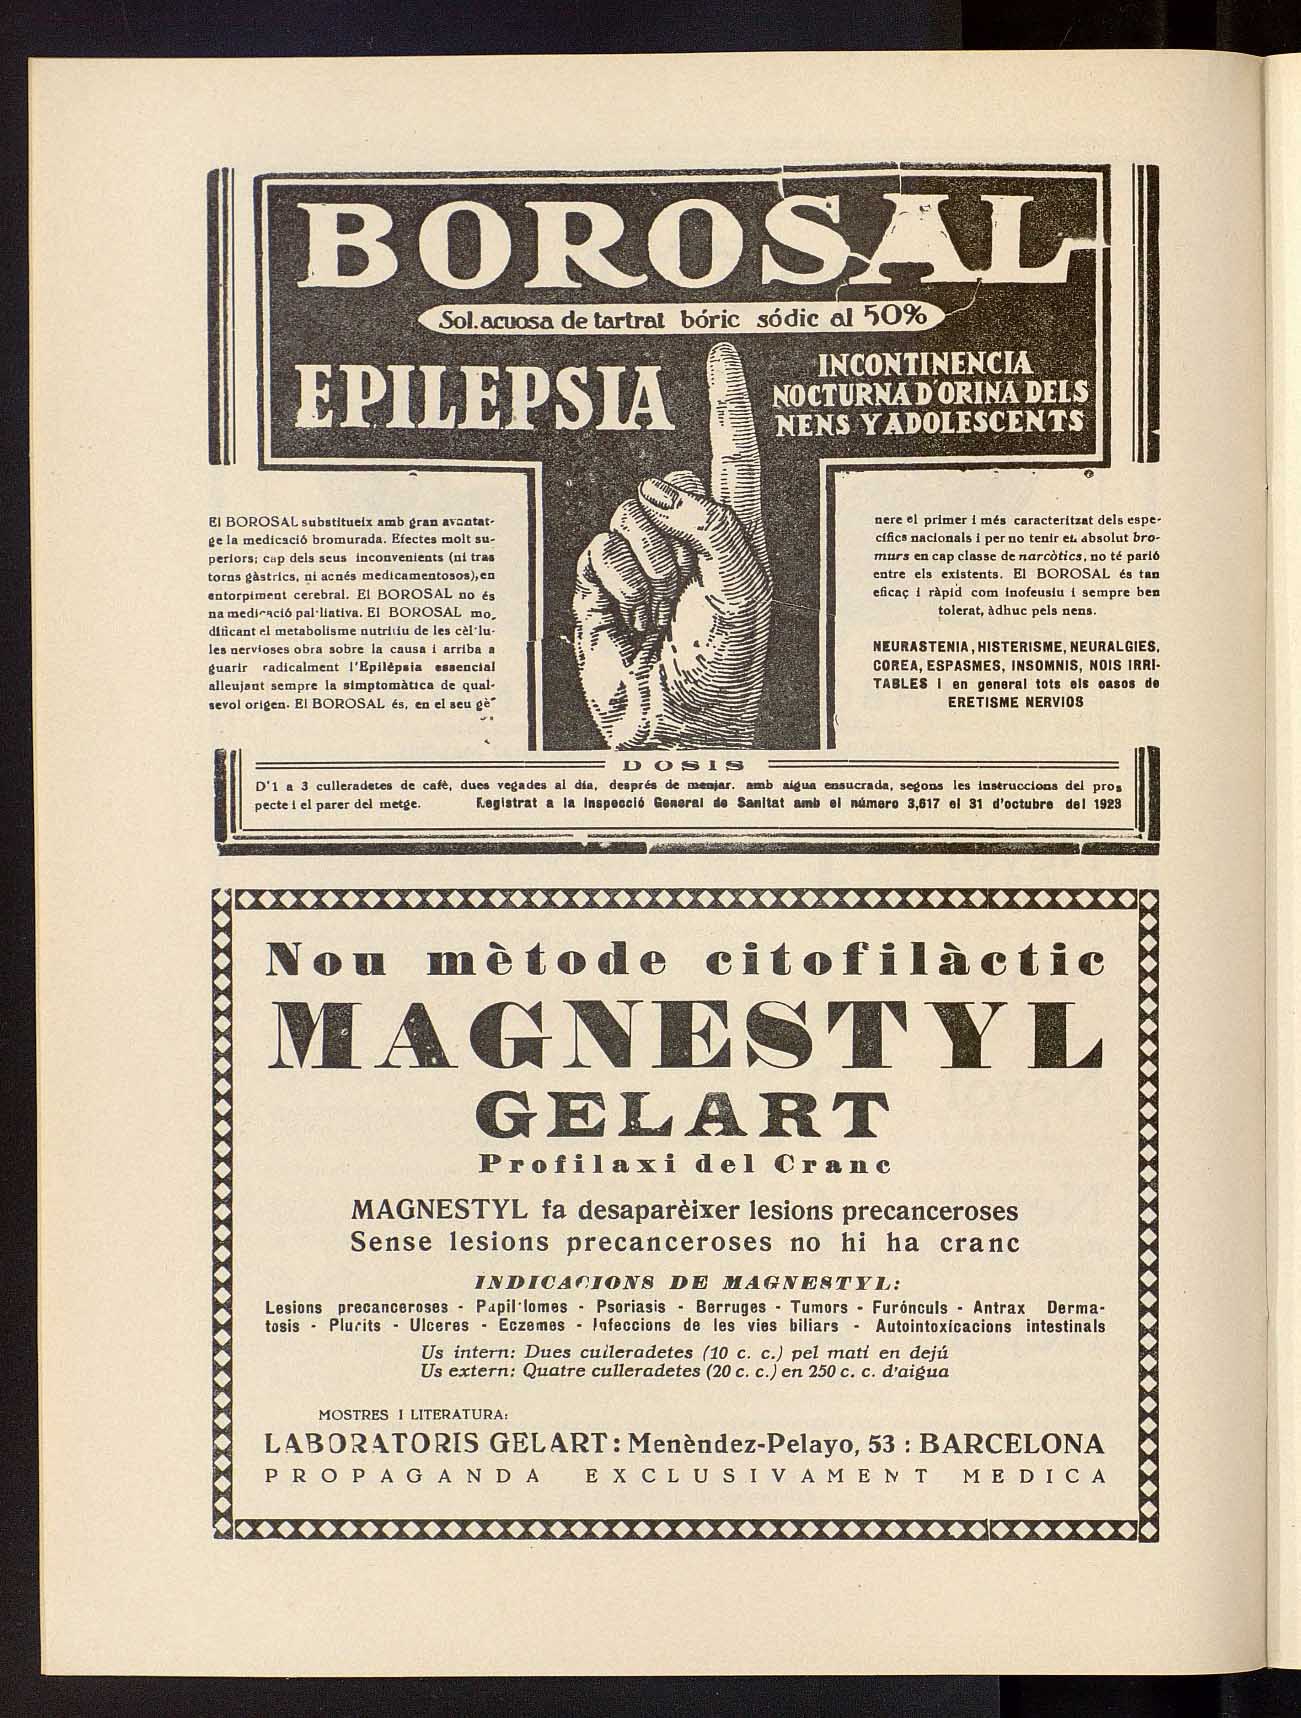 BOROSAL
Sol. acuosa de tartrat bóric sódic al 50%
EPILEPSIA
INCONTINENCIA
NOCTURNA D'ORINA DELS
NENS Y ADOLESCENTS
El BOROSAL substitueix amb gran avantat-
ge la medicació bromurada. Efectes molt su-
periors; cap dels seus inconvenients (ni tras
torns gàstrics, ni acnés medicamentosos), en
entorpiment cerebral. El BOROSAL no és
na medicació pal·liativa. El BOROSAL mo-
dificant el metabolisme nutritiu de les cèl·lu-
les nervioses obra sobre la causa i arriba a
guarir radicalment l'Epilépsia essencial
alleujant sempre la simptomàtica de qual-
sevol origen. El BOROSAL és, en el seu gè-
nere el primer i més caracteritzat dels espe-
cífics nacionals i per no tenir en absolut bro-
murs en cap classe de narcòtics, no té parió
entre els existents. El BOROSAL és tan
eficaç i ràpid com inofensiu i sempre ben
tolerat, àdhuc pels nens.
NEURASTENIA, HISTERISME, NEURALGIES,
COREA, ESPASMES, INSOMNIS, NOIS IRRI-
TABLES i en general tots els casos de
ERETISME NERVIOS
DOSIS
D'1 a 3 culleradetes de café, dues vegades al día, després de menjar. amb aigua ensucrada, segons les instruccions del pros
pecte i el parer del metge. Registrat a la Inspecció General de Sanitat amb el número 3,617 el 31 d'octubre del 1923
Nou mètode citofilàctic
MAGNESTYL
GELART
Profilaxi del Cranc
MAGNESTYL fa desaparèixer lesions precanceroses
Sense lesions precanceroses no hi ha cranc
INDICACIONS DE MAGNESTYL:
Lesions precanceroses - Papil·lomes - Psoriasis - Berruges - Tumors - Furónculs - Antrax Derma-
tosis - Plurits - Ulceres - Eczemes - Infeccions de les vies biliars - Autointoxicacions intestinals
Us intern: Dues culleradetes (10 c. c.) pel mati en dejú
Us extern: Quatre culleradetes (20 c. c.) en 250 c. c. d'aigua
MOSTRES I LITERATURA:
LABORATORIS GELART: Menèndez-Pelayo, 53 : BARCELONA
PROPAGANDA EXCLUSIVAMENT MEDICA